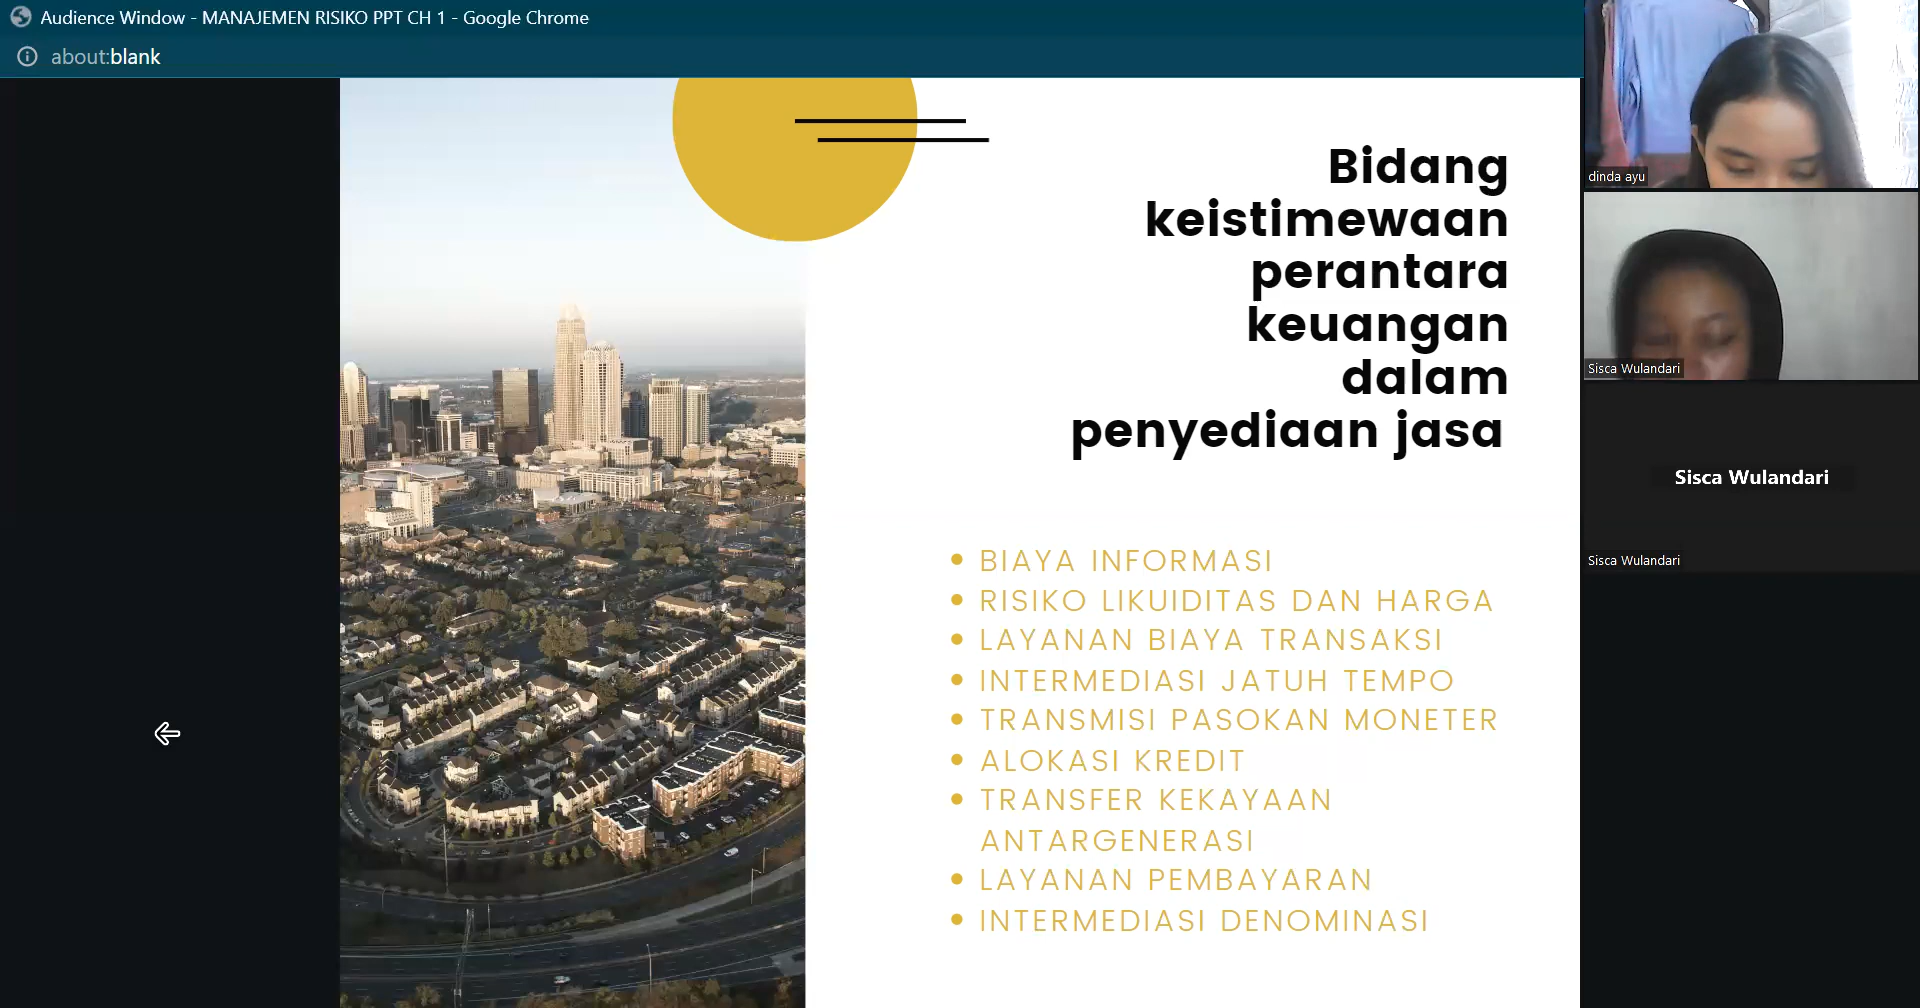 Audience Window - MANAJEMEN RISIKO PPT CH 1 - Google Chrome
about:blank
Bidang
keistimewaan
perantara
keuangan
dalam
penyediaan jasa
• BIAYA INFORMASI
• RISIKO LIKUIDITAS DAN HARGA
• LAYANAN BIAYA TRANSAKSI
• INTERMEDIASI JATUH TEMPO
• TRANSMISI PASOKAN MONETER
• ALOKASI KREDIT
• TRANSFER KEKAYAAN
ANTARGENERASI
• LAYANAN PEMBAYARAN
• INTERMEDIASI DENOMINASI
dinda ayu
Sisca Wulandari
Sisca Wulandari
Sisca Wulandari